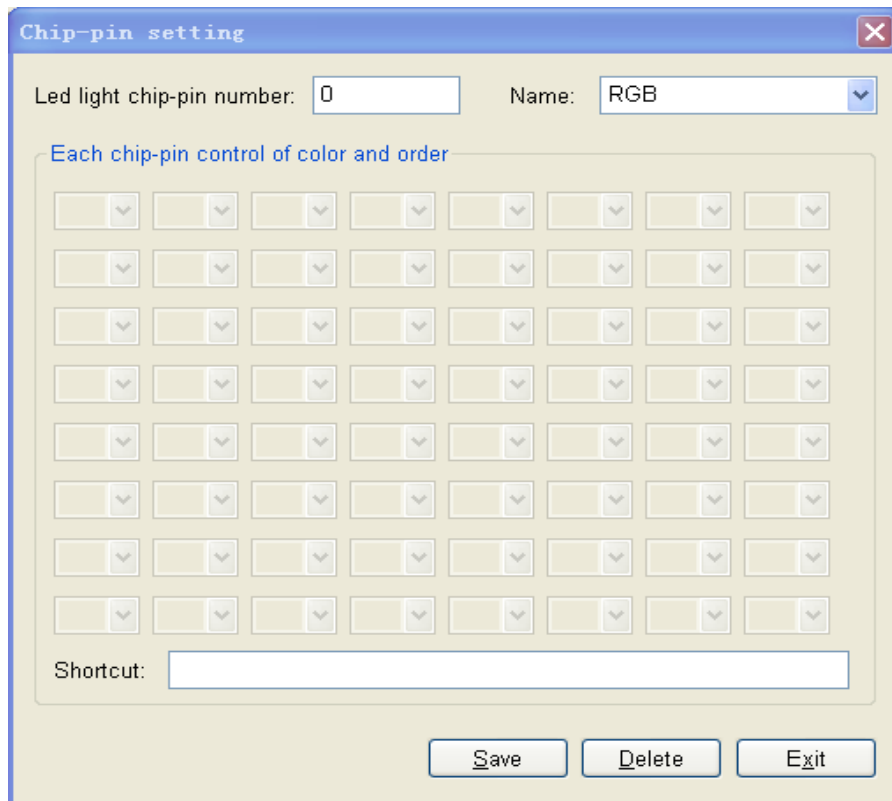 Chip-pin setting
Led light chip-pin number: 0 Name: RGB
Each chip-pin control of color and order
Shortcut:
Save Delete Exit